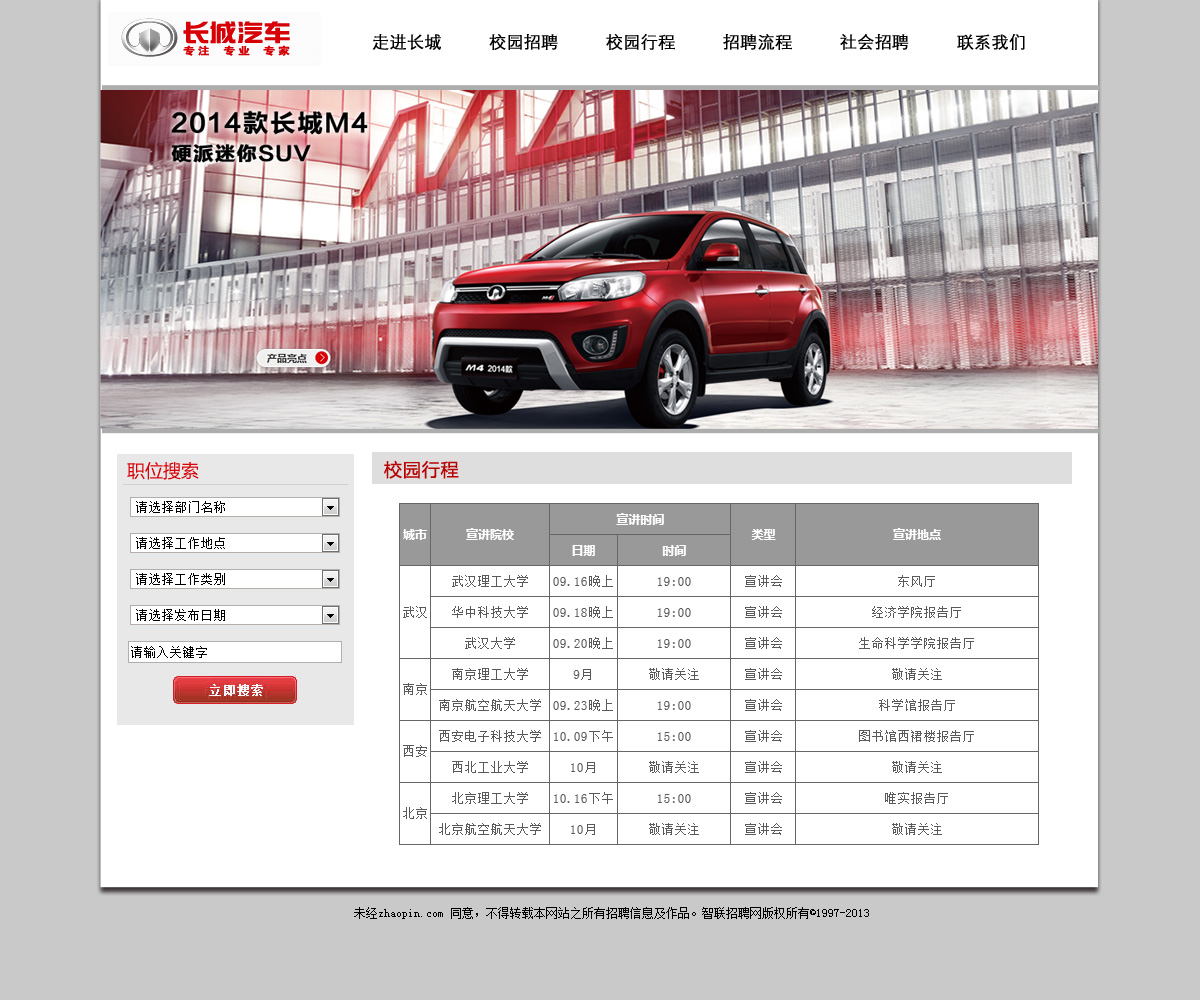 长城汽车
专注 专业 专家
走进长城 校园招聘 校园行程 招聘流程 社会招聘 联系我们
2014款长城M4
硬派迷你SUV
产品亮点
M4 2014款
职位搜索
请选择部门名称
请选择工作地点
请选择工作类别
请选择发布日期
请输入关键字
立即搜索
校园行程
城市 宣讲院校 宣讲时间 类型 宣讲地点
日期 时间
武汉
武汉理工大学 09.16晚上 19:00 宣讲会 东风厅
华中科技大学 09.18晚上 19:00 宣讲会 经济学院报告厅
武汉大学 09.20晚上 19:00 宣讲会 生命科学学院报告厅
南京
南京理工大学 9月 敬请关注 宣讲会 敬请关注
南京航空航天大学 09.23晚上 19:00 宣讲会 科学馆报告厅
西安
西安电子科技大学 10.09下午 15:00 宣讲会 图书馆西裙楼报告厅
西北工业大学 10月 敬请关注 宣讲会 敬请关注
北京
北京理工大学 10.16下午 15:00 宣讲会 唯实报告厅
北京航空航天大学 10月 敬请关注 宣讲会 敬请关注
未经zhaopin.com 同意，不得转载本网站之所有招聘信息及作品。智联招聘网版权所有©1997-2013